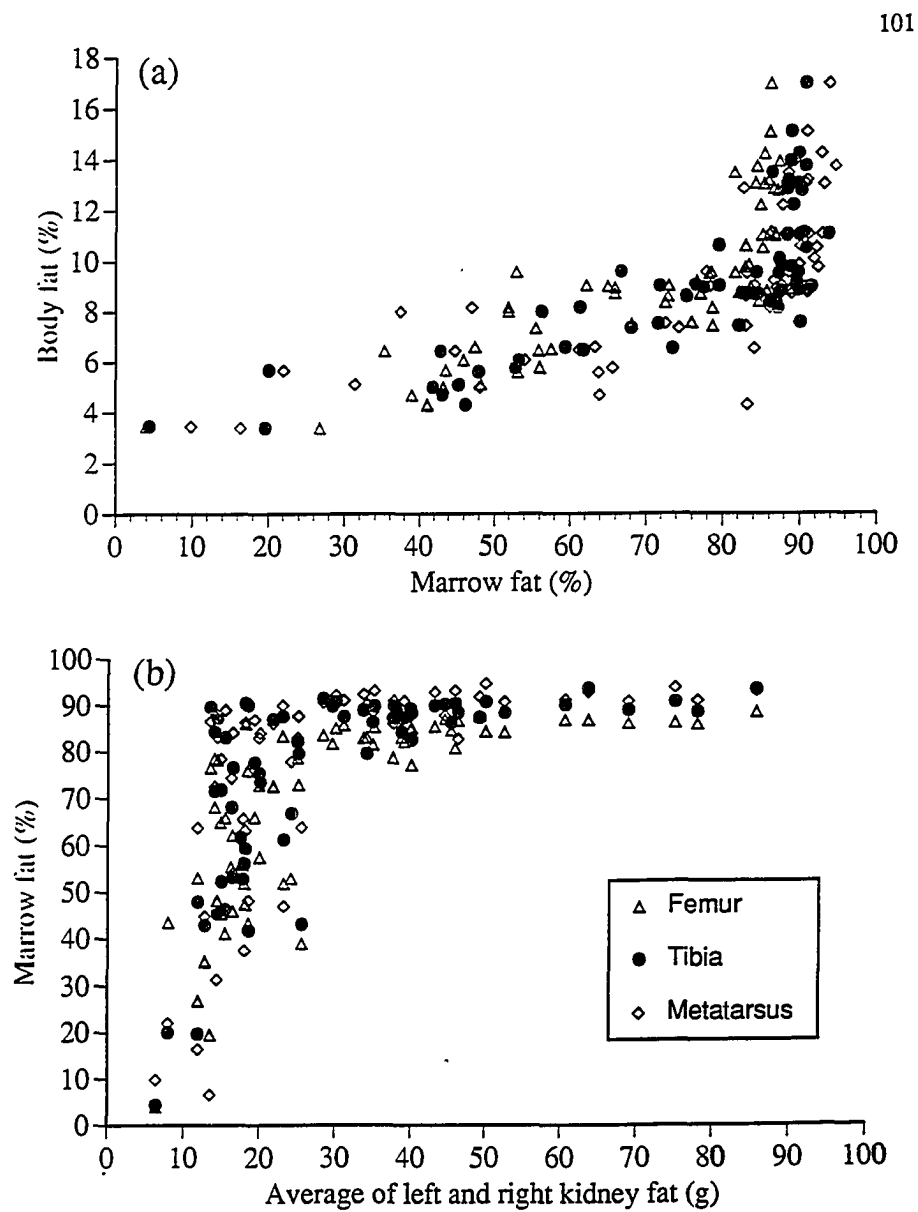 101
(a)
18
16
14
12
10
8
6
4
2
0
Body fat (%)
0 10 20 30 40 50 60 70 80 90 100
Marrow fat (%)
(b)
100
90
80
70
60
50
40
30
20
10
0
Marrow fat (%)
Femur
Tibia
Metatarsus
0 10 20 30 40 50 60 70 80 90 100
Average of left and right kidney fat (g)